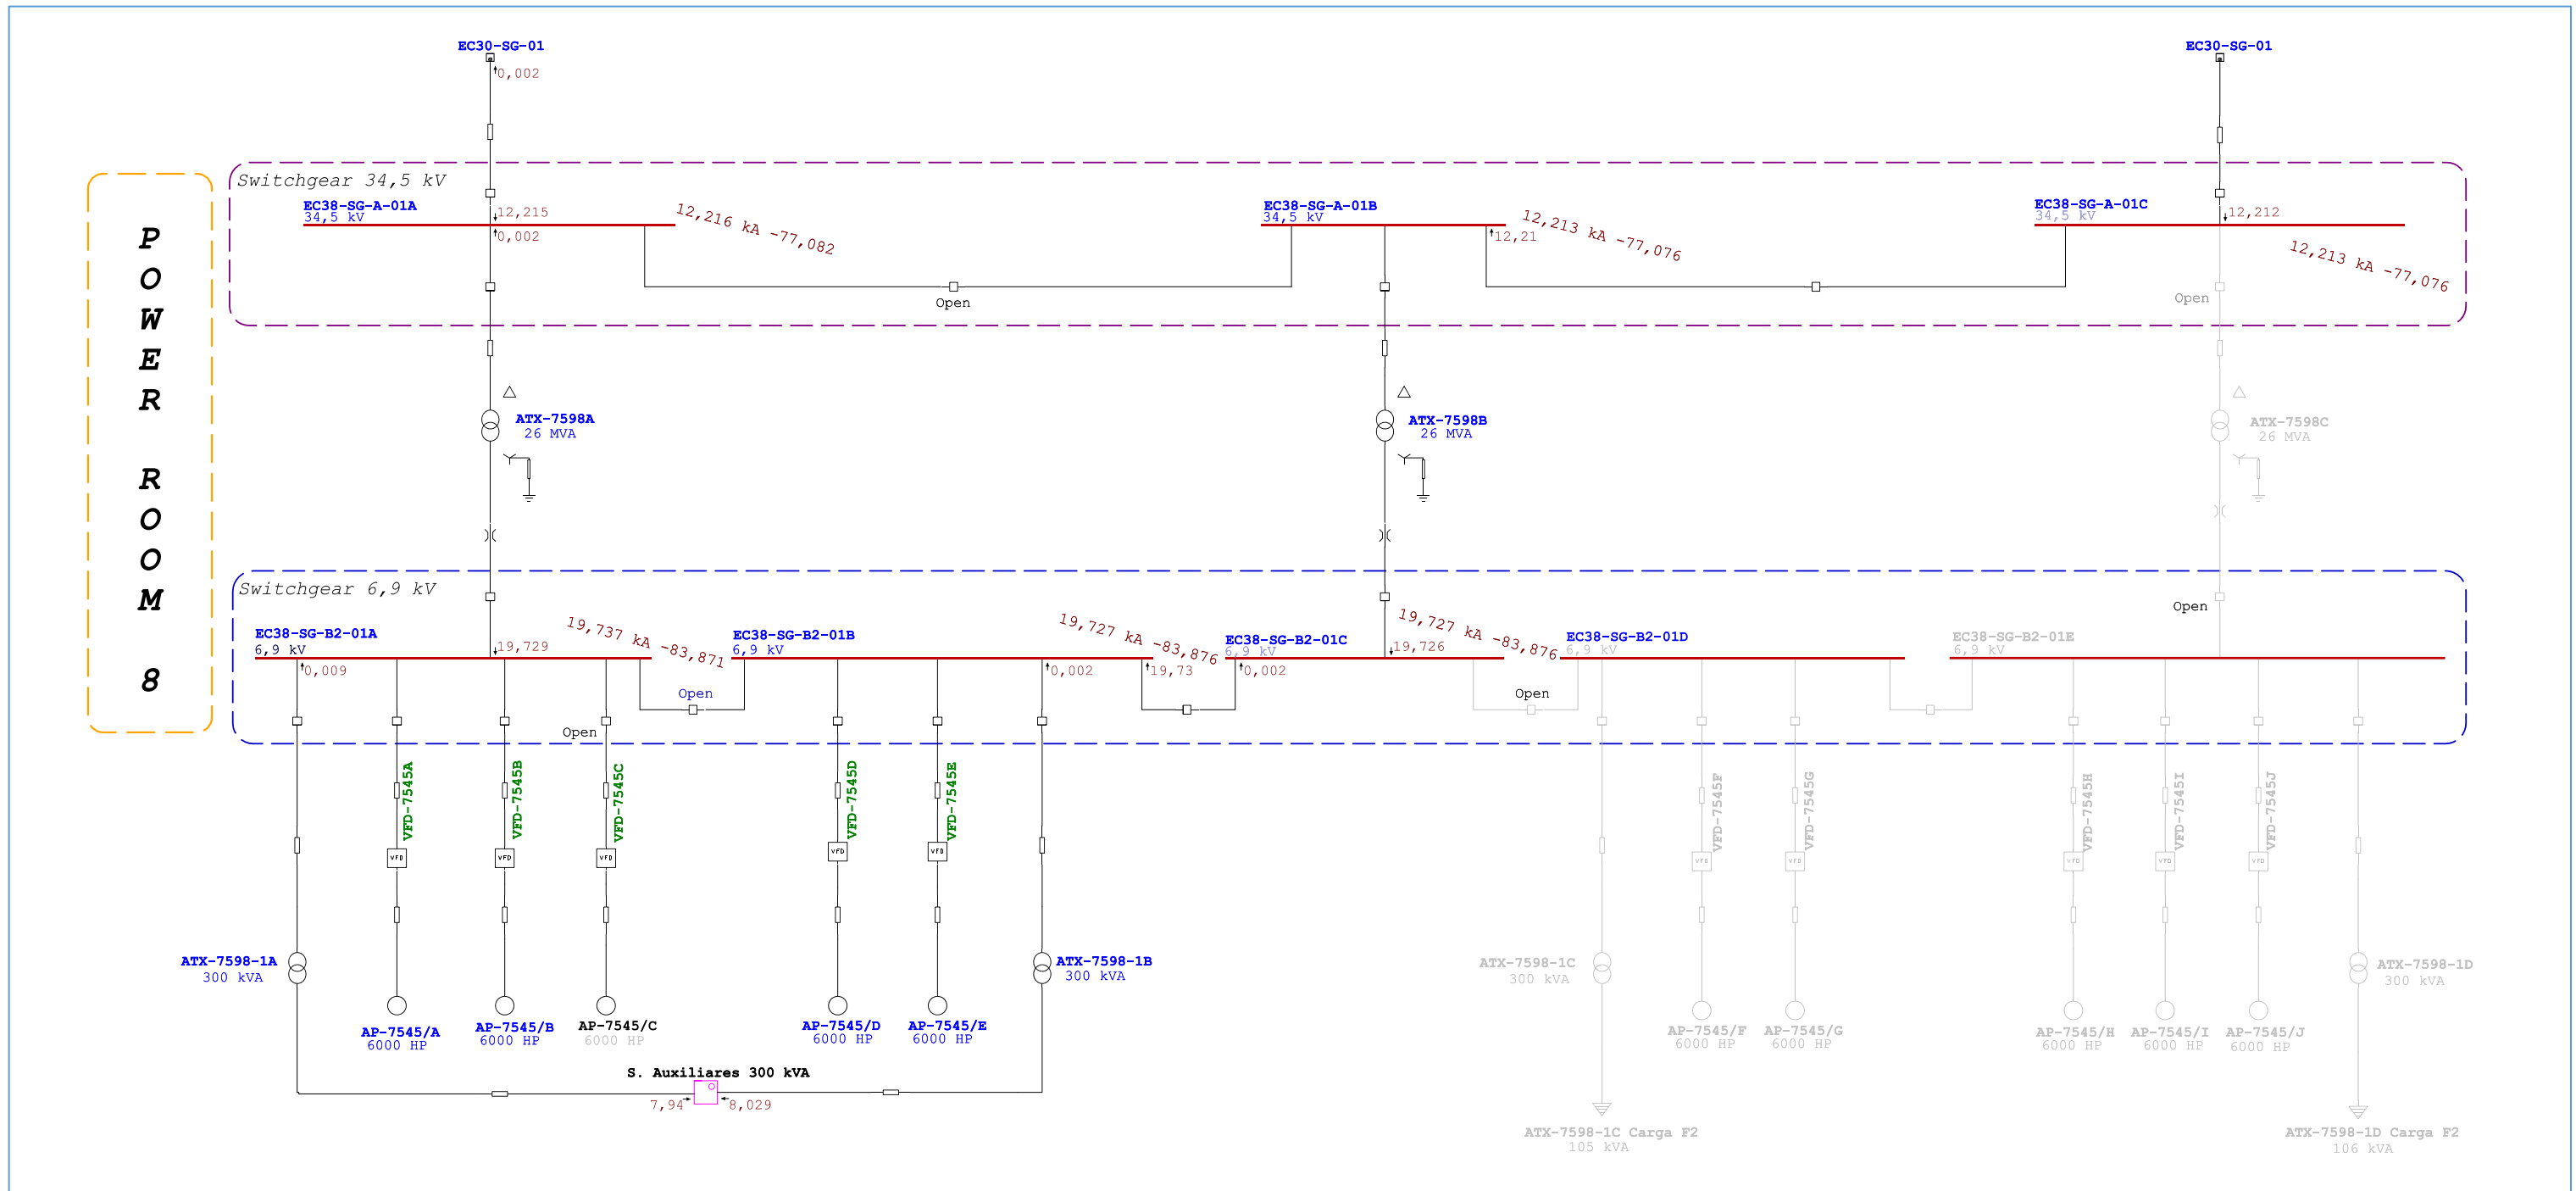 EC30-SG-01
EC30-SG-01
0,002
Switchgear 34,5 kV
EC38-SG-A-01A
34,5 kV
12,215
0,002
12,216 kA -77,082
EC38-SG-A-01B
34,5 kV
12,21
12,213 kA -77,076
EC38-SG-A-01C
34,5 kV
12,212
12,213 kA -77,076
Open
Open
POWER ROOM 8
ATX-7598A
26 MVA
ATX-7598B
26 MVA
ATX-7598C
26 MVA
Switchgear 6,9 kV
Open
EC38-SG-B2-01A
6,9 kV
19,729
0,009
19,737 kA -83,871
EC38-SG-B2-01B
6,9 kV
0,002
19,73
19,727 kA -83,876
EC38-SG-B2-01C
6,9 kV
0,002
19,726
19,727 kA -83,876
EC38-SG-B2-01D
6,9 kV
EC38-SG-B2-01E
6,9 kV
Open
Open
Open
VFD-7545A
VFD-7545B
VFD-7545C
VFD-7545D
VFD-7545E
VFD-7545F
VFD-7545G
VFD-7545H
VFD-7545I
VFD-7545J
VFD
VFD
VFD
VFD
VFD
VFD
VFD
VFD
VFD
VFD
ATX-7598-1A
300 kVA
ATX-7598-1B
300 kVA
ATX-7598-1C
300 kVA
ATX-7598-1D
300 kVA
AP-7545/A
6000 HP
AP-7545/B
6000 HP
AP-7545/C
6000 HP
AP-7545/D
6000 HP
AP-7545/E
6000 HP
AP-7545/F
6000 HP
AP-7545/G
6000 HP
AP-7545/H
6000 HP
AP-7545/I
6000 HP
AP-7545/J
6000 HP
S. Auxiliares 300 kVA
7,94
8,029
ATX-7598-1C Carga F2
105 kVA
ATX-7598-1D Carga F2
106 kVA